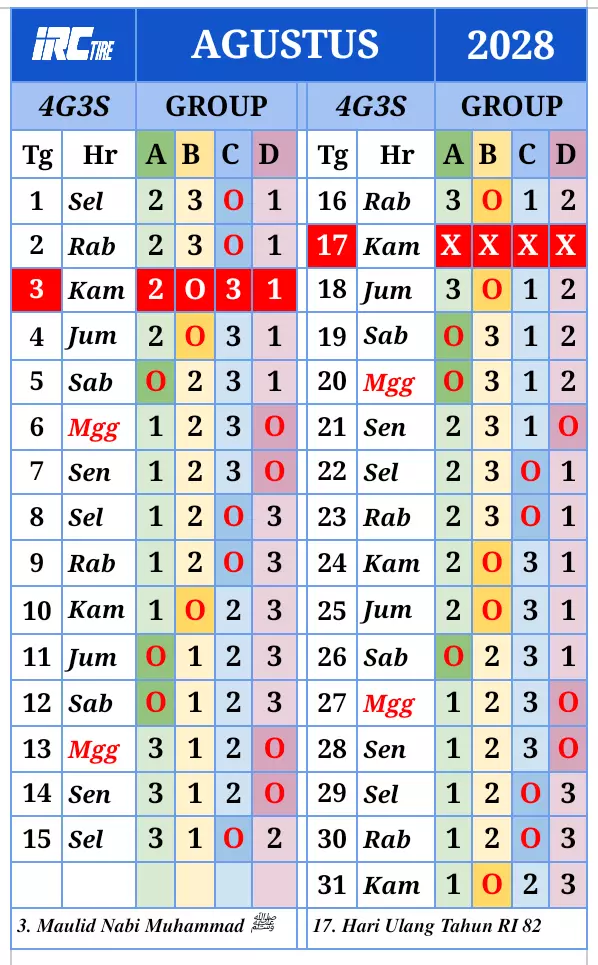 iRC TIRE AGUSTUS 2028
4G3S GROUP 4G3S GROUP
Tg Hr A B C D Tg Hr A B C D
1 Sel 2 3 O 1 16 Rab 3 O 1 2
2 Rab 2 3 O 1 17 Kam X X X X
3 Kam 2 O 3 1 18 Jum 3 O 1 2
4 Jum 2 O 3 1 19 Sab O 3 1 2
5 Sab O 2 3 1 20 Mgg O 3 1 2
6 Mgg 1 2 3 O 21 Sen 2 3 1 O
7 Sen 1 2 3 O 22 Sel 2 3 O 1
8 Sel 1 2 O 3 23 Rab 2 3 O 1
9 Rab 1 2 O 3 24 Kam 2 O 3 1
10 Kam 1 O 2 3 25 Jum 2 O 3 1
11 Jum O 1 2 3 26 Sab O 2 3 1
12 Sab O 1 2 3 27 Mgg 1 2 3 O
13 Mgg 3 1 2 O 28 Sen 1 2 3 O
14 Sen 3 1 2 O 29 Sel 1 2 O 3
15 Sel 3 1 O 2 30 Rab 1 2 O 3
31 Kam 1 O 2 3
3. Maulid Nabi Muhammad ﷺ 17. Hari Ulang Tahun RI 82